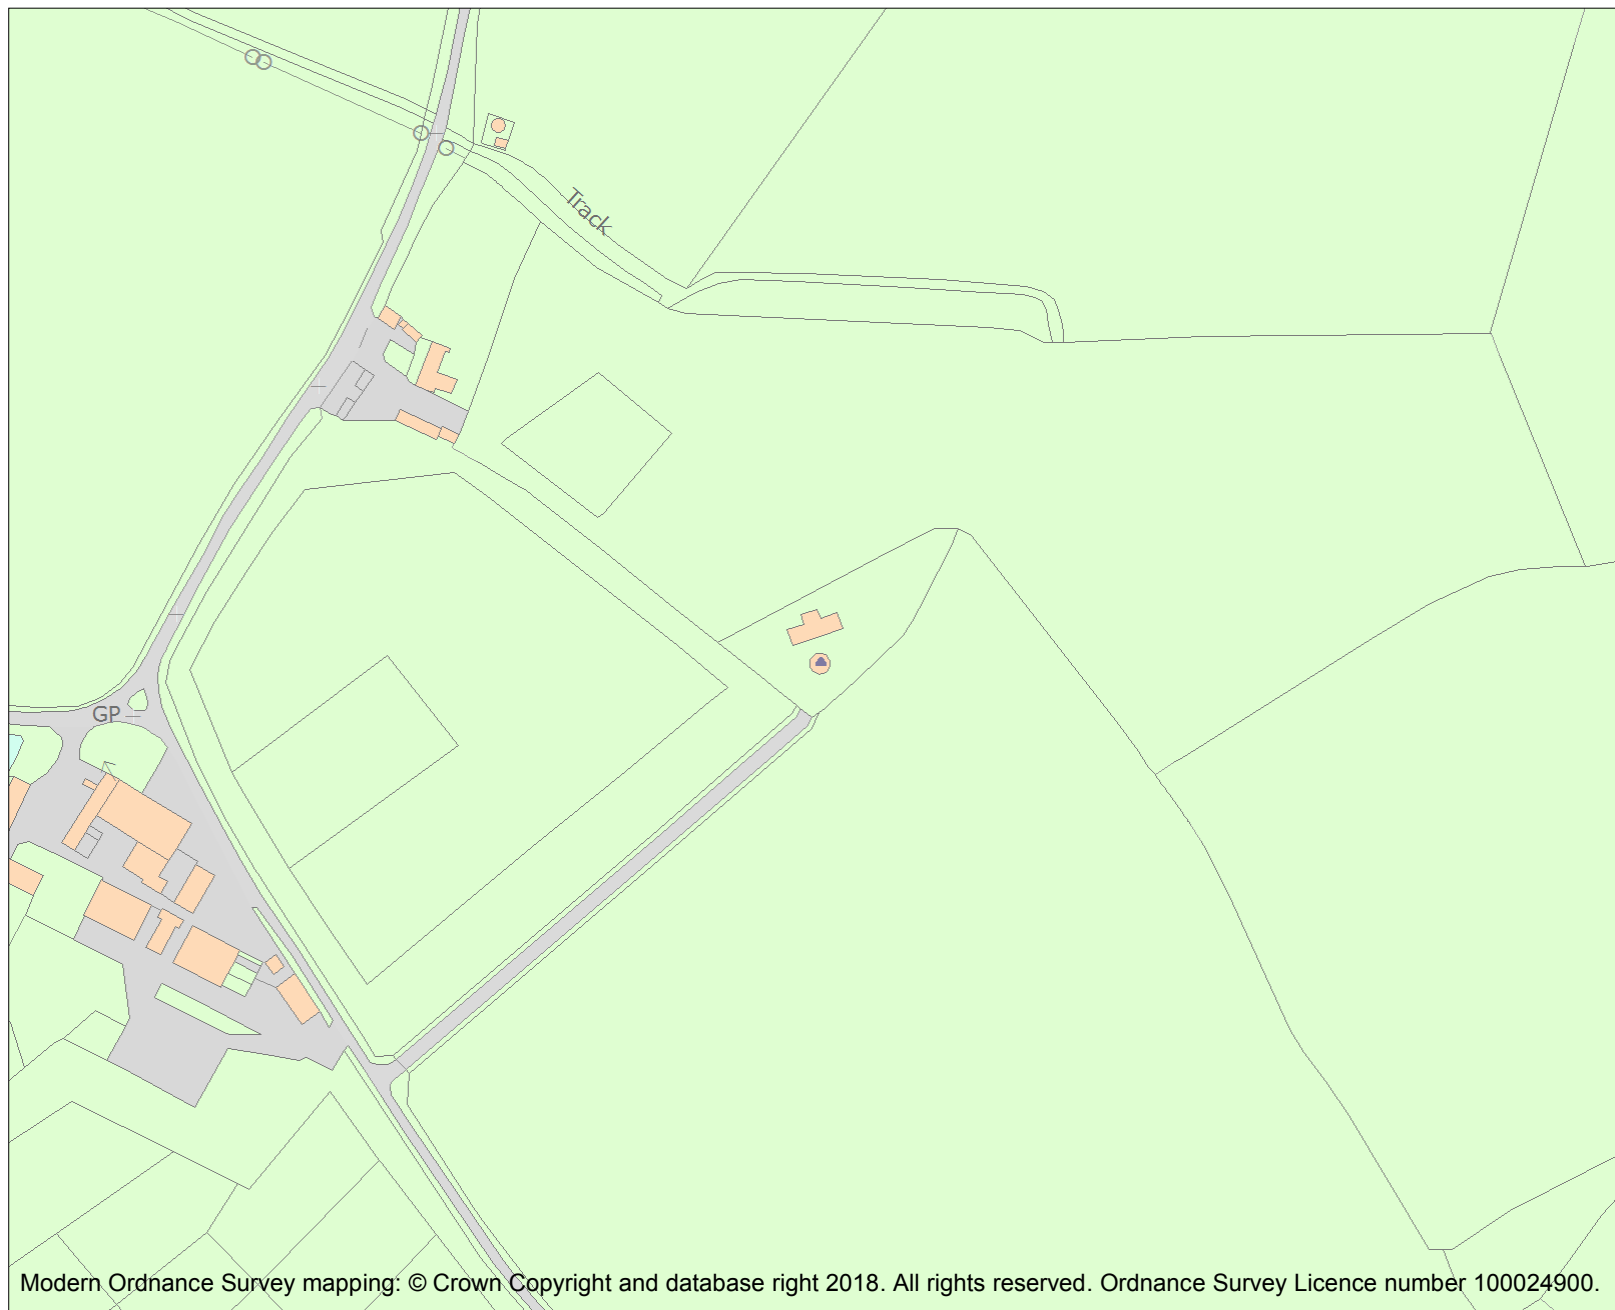 Track
GP
Modern Ordnance Survey mapping: © Crown Copyright and database right 2018. All rights reserved. Ordnance Survey Licence number 100024900.